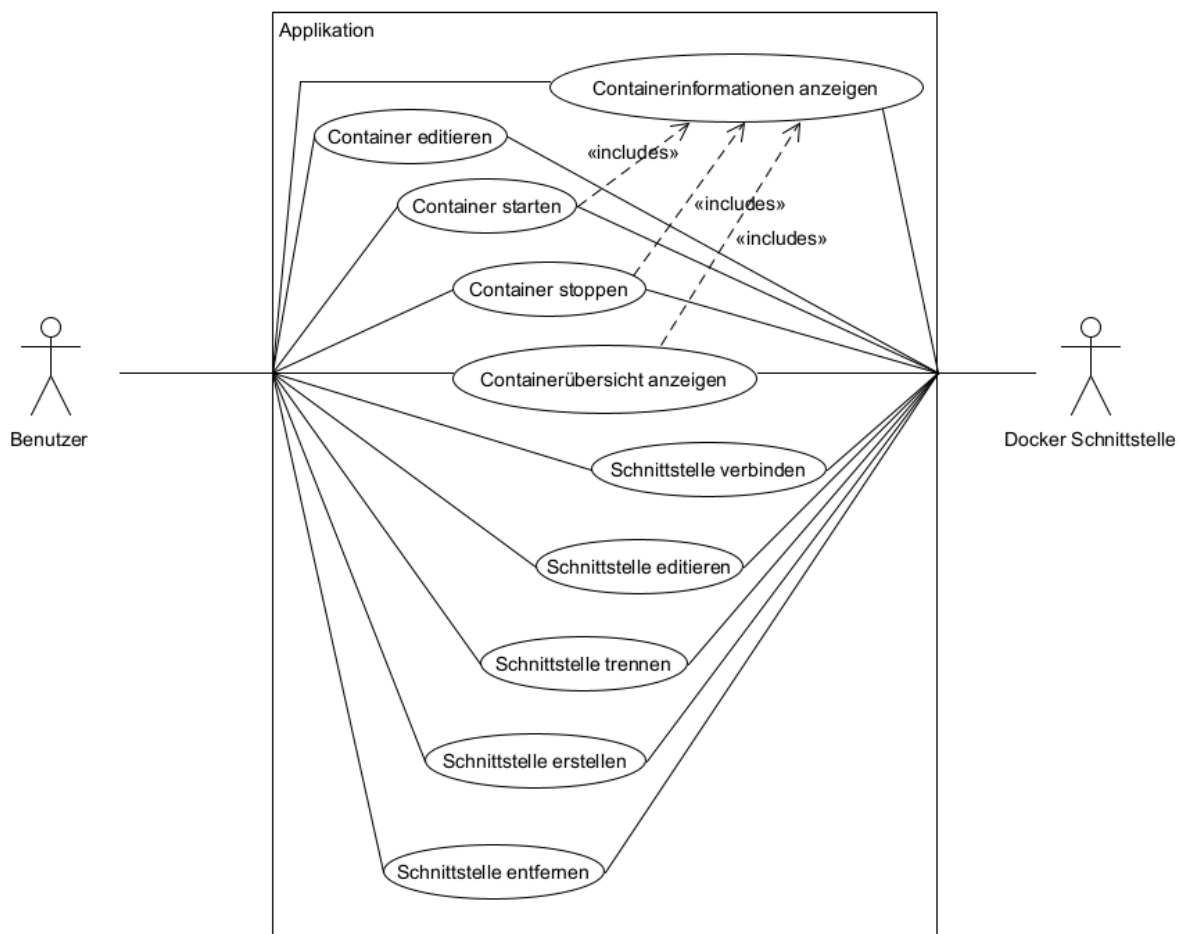 Applikation
Containerinformationen anzeigen
Container editieren
«includes»
Container starten
«includes»
«includes»
Container stoppen
Containerübersicht anzeigen
Benutzer
Docker Schnittstelle
Schnittstelle verbinden
Schnittstelle editieren
Schnittstelle trennen
Schnittstelle erstellen
Schnittstelle entfernen